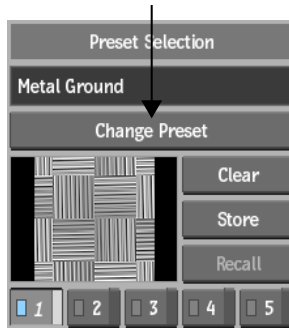 Preset Selection
Metal Ground
Change Preset
Clear
Store
Recall
1 2 3 4 5